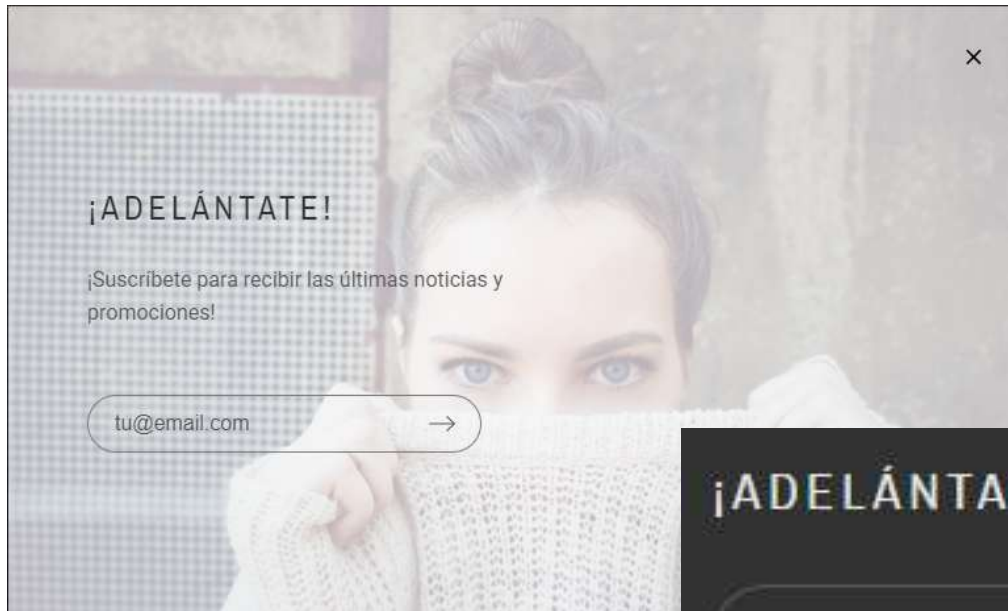 ¡ADELÁNTATE!
¡Suscríbete para recibir las últimas noticias y
promociones!
tu@email.com
¡ADELÁNTA